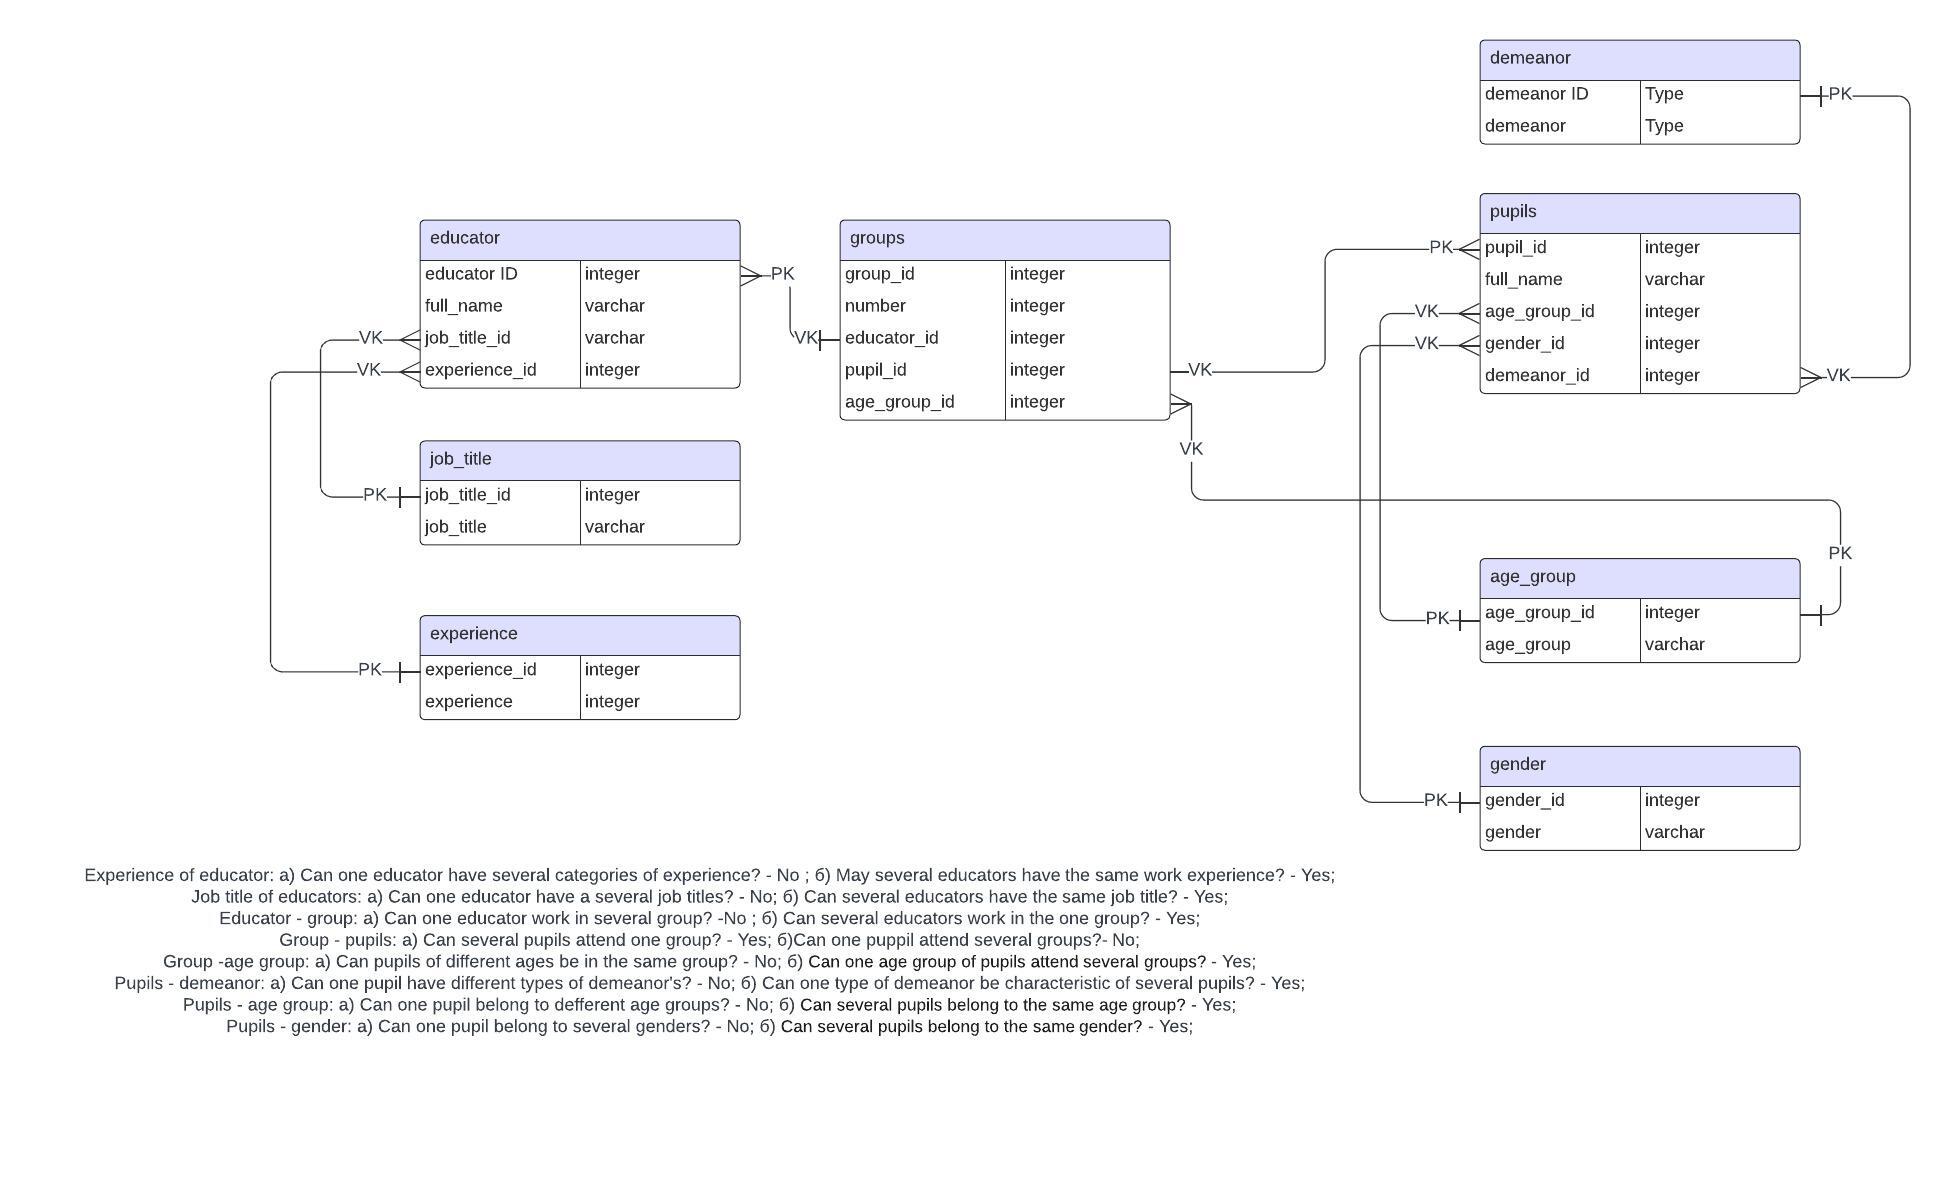 demeanor
demeanor ID Type
demeanor Type
PK
pupils
pupil_id integer
full_name varchar
age_group_id integer
gender_id integer
demeanor_id integer
PK
VK
VK
VK
educator
educator ID integer
full_name varchar
job_title_id varchar
experience_id integer
PK
VK
VK
groups
group_id integer
number integer
educator_id integer
pupil_id integer
age_group_id integer
VK
VK
VK
job_title
job_title_id integer
job_title varchar
PK
experience
experience_id integer
experience integer
PK
age_group
age_group_id integer
age_group varchar
PK
PK
gender
gender_id integer
gender varchar
PK
Experience of educator: a) Can one educator have several categories of experience? - No ; б) May several educators have the same work experience? - Yes;
Job title of educators: a) Can one educator have a several job titles? - No; б) Can several educators have the same job title? - Yes;
Educator - group: a) Can one educator work in several group? -No ; б) Can several educators work in the one group? - Yes;
Group - pupils: a) Can several pupils attend one group? - Yes; б)Can one puppil attend several groups?- No;
Group -age group: a) Can pupils of different ages be in the same group? - No; б) Can one age group of pupils attend several groups? - Yes;
Pupils - demeanor: a) Can one pupil have different types of demeanor's? - No; б) Can one type of demeanor be characteristic of several pupils? - Yes;
Pupils - age group: a) Can one pupil belong to defferent age groups? - No; б) Can several pupils belong to the same age group? - Yes;
Pupils - gender: a) Can one pupil belong to several genders? - No; б) Can several pupils belong to the same gender? - Yes;